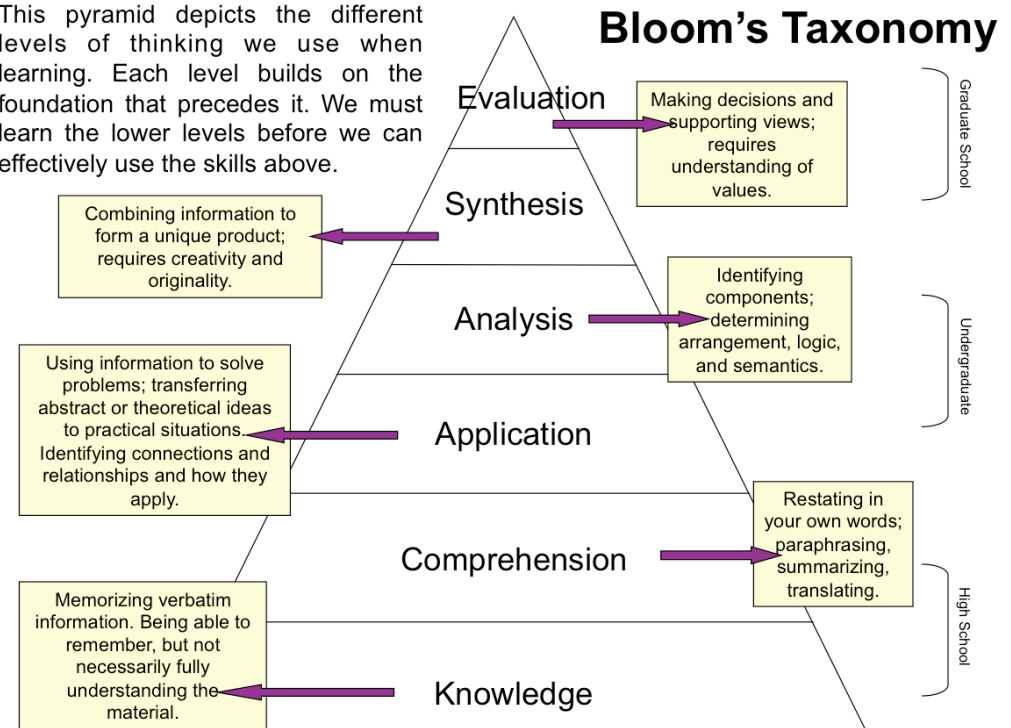 This pyramid depicts the different
levels of thinking we use when
learning. Each level builds on the
foundation that precedes it. We must
learn the lower levels before we can
effectively use the skills above.
Bloom's Taxonomy
Evaluation
Making decisions and
supporting views;
requires
understanding of
values.
Graduate School
Synthesis
Combining information to
form a unique product;
requires creativity and
originality.
Analysis
Identifying
components;
determining
arrangement, logic,
and semantics.
Undergraduate
Application
Using information to solve
problems; transferring
abstract or theoretical ideas
to practical situations.
Identifying connections and
relationships and how they
apply.
Comprehension
Restating in
your own words;
paraphrasing,
summarizing,
translating.
High School
Knowledge
Memorizing verbatim
information. Being able to
remember, but not
necessarily fully
understanding the
material.